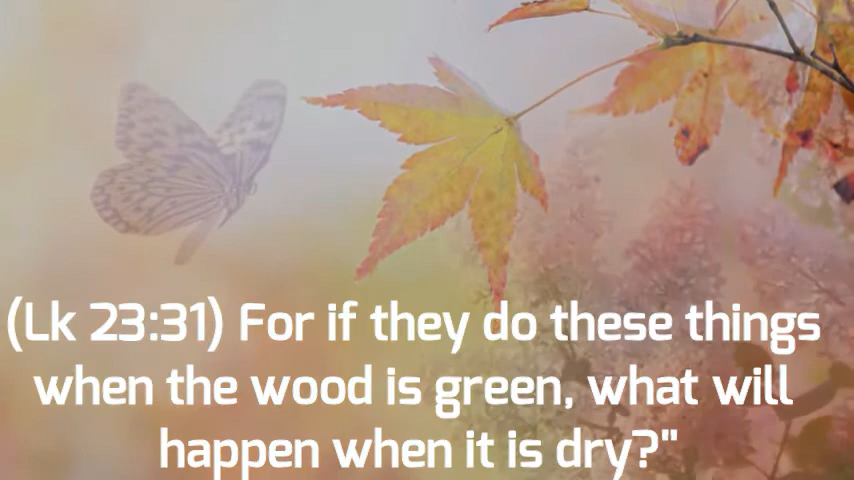 (Lk 23:31) For if they do these things
when the wood is green, what will
happen when it is dry?"